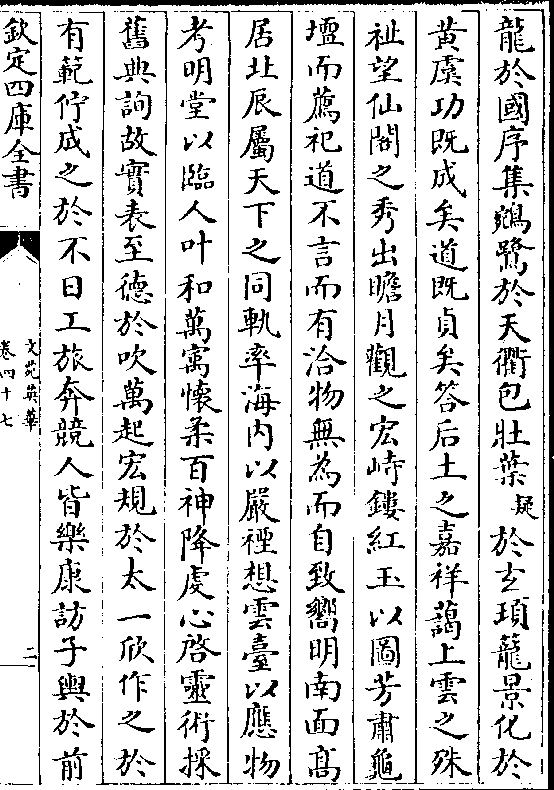 龍於國序集鵷鷺於天衢包壯葉疑於玄頊籠景化於
黄虞功既成矣道既貞矣答后土之嘉祥藹上雲之殊
祉望仙閣之秀出瞻月觀之宏峙鏤紅玉以圖芳肅龜
壇而薦祀道不言而有洽物無為而自致嚮明南面髙
居北辰屬天下之同軌率海内以嚴禋想雲臺以應物
考明堂以臨人叶和萬寓懷柔百神降虔心啓靈術採
舊典詢故實表至德於吹萬起宏規於太一欣作之於
有範佇成之於不日工旅奔競人皆樂康訪子輿於前
欽定四庫全書
文苑英華
卷四十七
二